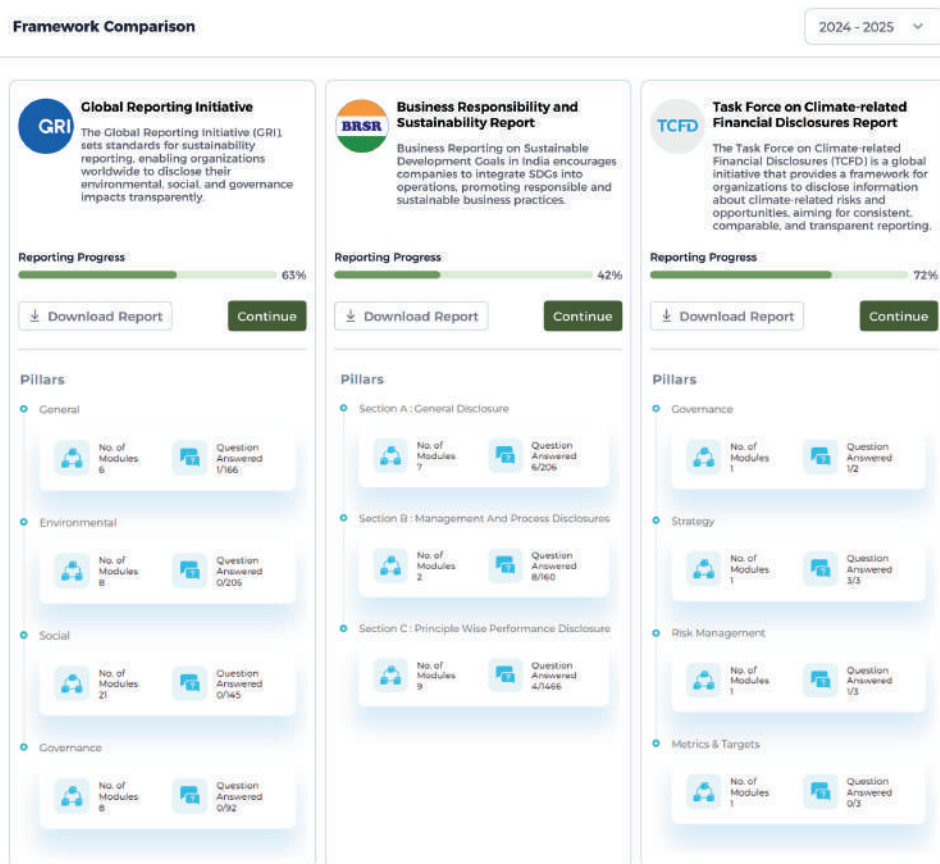 Framework Comparison
2024 - 2025
GRI
Global Reporting Initiative
The Global Reporting Initiative (GRI),
sets standards for sustainability
reporting, enabling organizations
worldwide to disclose their
environmental, social, and governance
impacts transparently.
Reporting Progress
63%
Download Report
Continue
Pillars
General
No. of
Modules
6
Question
Answered
1/166
Environmental
No. of
Modules
8
Question
Answered
0/205
Social
No. of
Modules
21
Question
Answered
0/145
Governance
No. of
Modules
8
Question
Answered
0/92
BRSR
Business Responsibility and
Sustainability Report
Business Reporting on Sustainable
Development Goals in India encourages
companies to integrate SDGs into
operations, promoting responsible and
sustainable business practices.
Reporting Progress
42%
Download Report
Continue
Pillars
Section A : General Disclosure
No. of
Modules
7
Question
Answered
6/206
Section B : Management And Process Disclosures
No. of
Modules
2
Question
Answered
8/160
Section C : Principle Wise Performance Disclosure
No. of
Modules
9
Question
Answered
4/1466
TCFD
Task Force on Climate-related
Financial Disclosures Report
The Task Force on Climate-related
Financial Disclosures (TCFD) is a global
initiative that provides a framework for
organizations to disclose information
about climate-related risks and
opportunities, aiming for consistent,
comparable, and transparent reporting.
Reporting Progress
72%
Download Report
Continue
Pillars
Governance
No. of
Modules
1
Question
Answered
1/2
Strategy
No. of
Modules
1
Question
Answered
3/3
Risk Management
No. of
Modules
1
Question
Answered
1/3
Metrics & Targets
No. of
Modules
1
Question
Answered
0/3